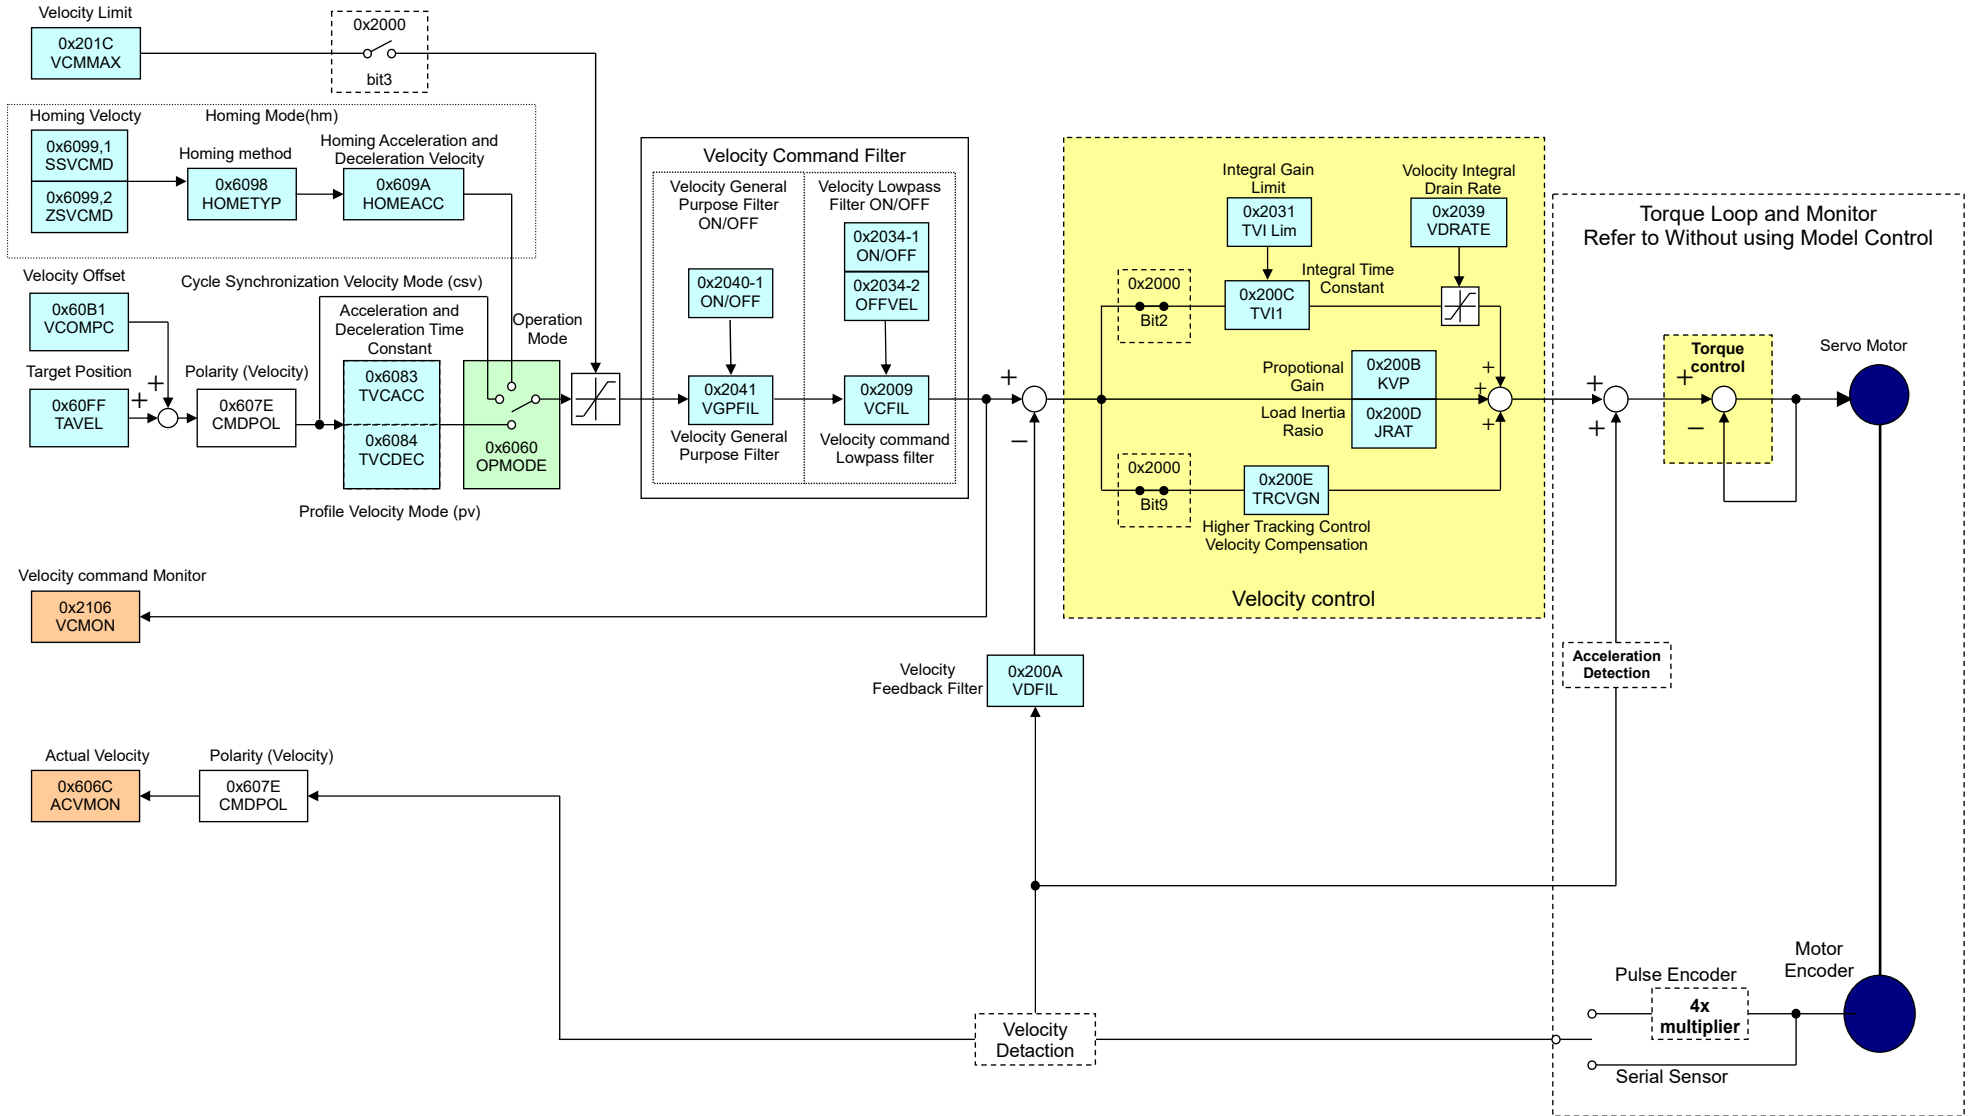 Velocity Limit
0x201C
VCMMAX
0x2000
bit3
Homing Velocty
Homing Mode(hm)
0x6099,1
SSVCMD
0x6099,2
ZSVCMD
Homing method
0x6098
HOMETYP
Homing Acceleration and
Deceleration Velocity
0x609A
HOMEACC
Velocity Offset
0x60B1
VCOMPC
Cycle Synchronization Velocity Mode (csv)
Acceleration and
Deceleration Time
Constant
Operation
Mode
Target Position
0x60FF
TAVEL
+
+
Polarity (Velocity)
0x607E
CMDPOL
0x6083
TVCACC
0x6084
TVCDEC
0x6060
OPMODE
Profile Velocity Mode (pv)
Velocity Command Filter
Velocity General
Purpose Filter
ON/OFF
0x2040-1
ON/OFF
0x2041
VGPFIL
Velocity General
Purpose Filter
Velocity Lowpass
Filter ON/OFF
0x2034-1
ON/OFF
0x2034-2
OFFVEL
0x2009
VCFIL
Velocity command
Lowpass filter
+
−
Integral Gain
Limit
0x2031
TVI Lim
Volocity Integral
Drain Rate
0x2039
VDRATE
0x2000
Bit2
0x200C
TVI1
Integral Time
Constant
Propotional
Gain
0x200B
KVP
Load Inertia
Rasio
0x200D
JRAT
+
+
+
0x2000
Bit9
0x200E
TRCVGN
Higher Tracking Control
Velocity Compensation
Velocity control
Torque Loop and Monitor
Refer to Without using Model Control
+
+
Torque
control
+
−
Servo Motor
Velocity command Monitor
0x2106
VCMON
Velocity
Feedback Filter
0x200A
VDFIL
Acceleration
Detection
Actual Velocity
0x606C
ACVMON
Polarity (Velocity)
0x607E
CMDPOL
Velocity
Detaction
Pulse Encoder
4x
multiplier
Motor
Encoder
Serial Sensor